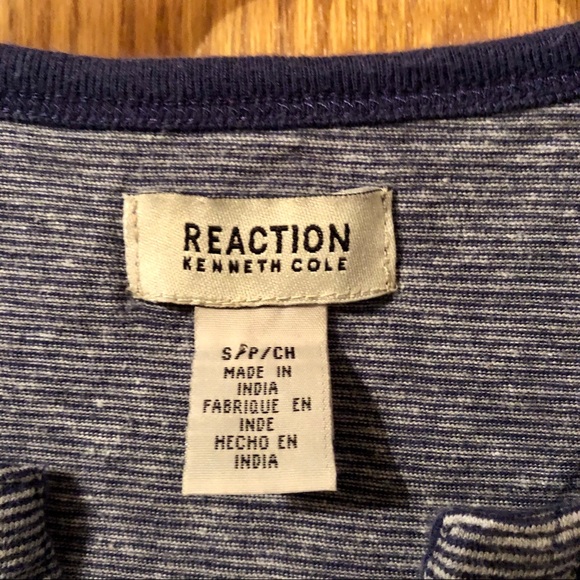 REACTION
KENNETH COLE
S/P/CH
MADE IN
INDIA
FABRIQUE EN
INDE
HECHO EN
INDIA